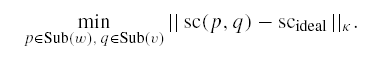 min || sc(p, q) − sc_ideal ||_κ.
p∈Sub(w), q∈Sub(v)